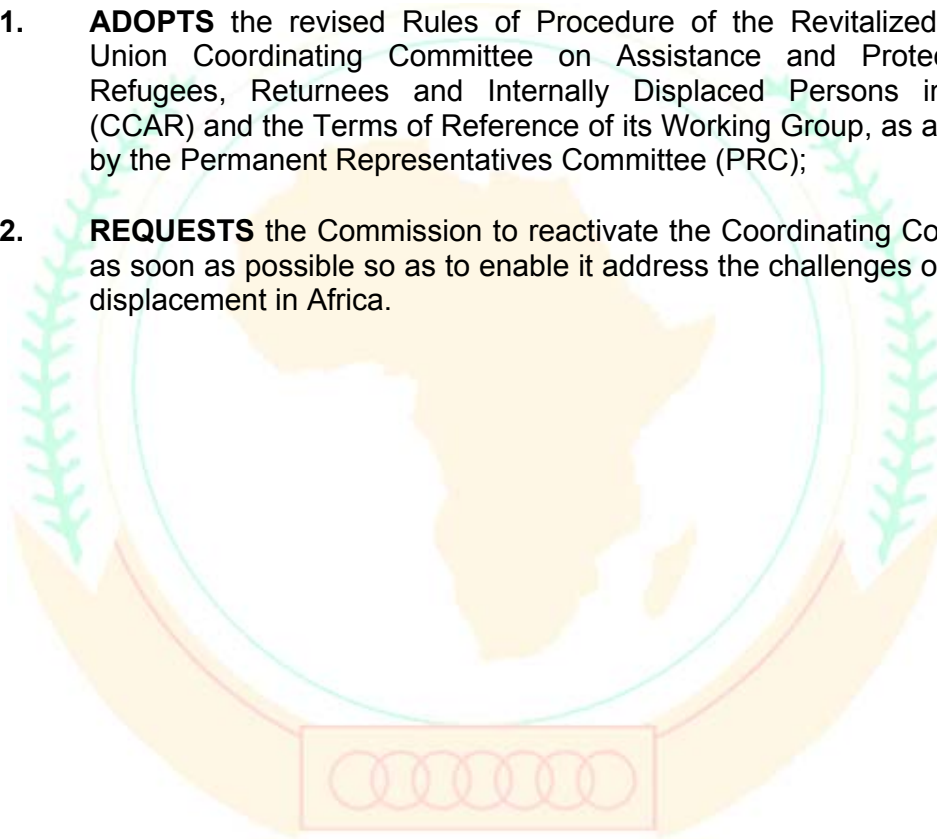 1. ADOPTS the revised Rules of Procedure of the Revitalized
Union Coordinating Committee on Assistance and
Refugees, Returnees and Internally Displaced Persons
(CCAR) and the Terms of Reference of its Working Group, as
by the Permanent Representatives Committee (PRC);
2. REQUESTS the Commission to reactivate the Coordinating
as soon as possible so as to enable it address the challenges
displacement in Africa.